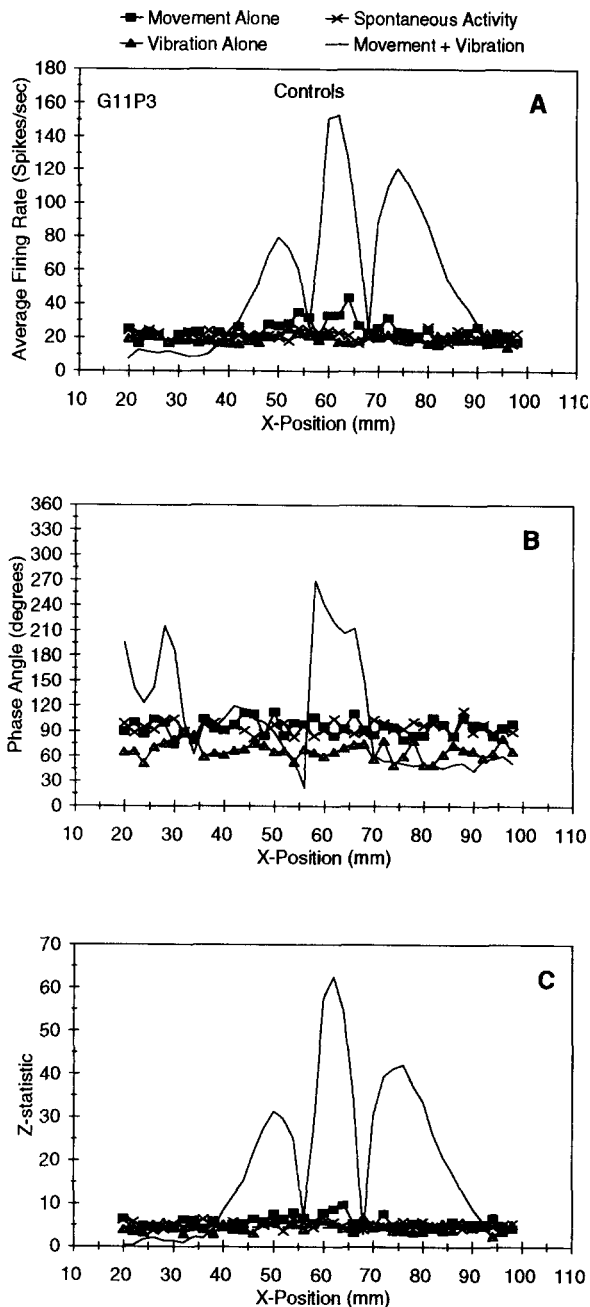 Movement Alone
Spontaneous Activity
Vibration Alone
Movement + Vibration
180
160
140
120
100
80
60
40
20
0
Average Firing Rate (Spikes/sec)
G11P3
Controls
A
10 20 30 40 50 60 70 80 90 100 110
X-Position (mm)
360
330
300
270
240
210
180
150
120
90
60
30
0
Phase Angle (degrees)
B
10 20 30 40 50 60 70 80 90 100 110
X-Position (mm)
70
60
50
40
30
20
10
0
Z-statistic
C
10 20 30 40 50 60 70 80 90 100 110
X-Position (mm)